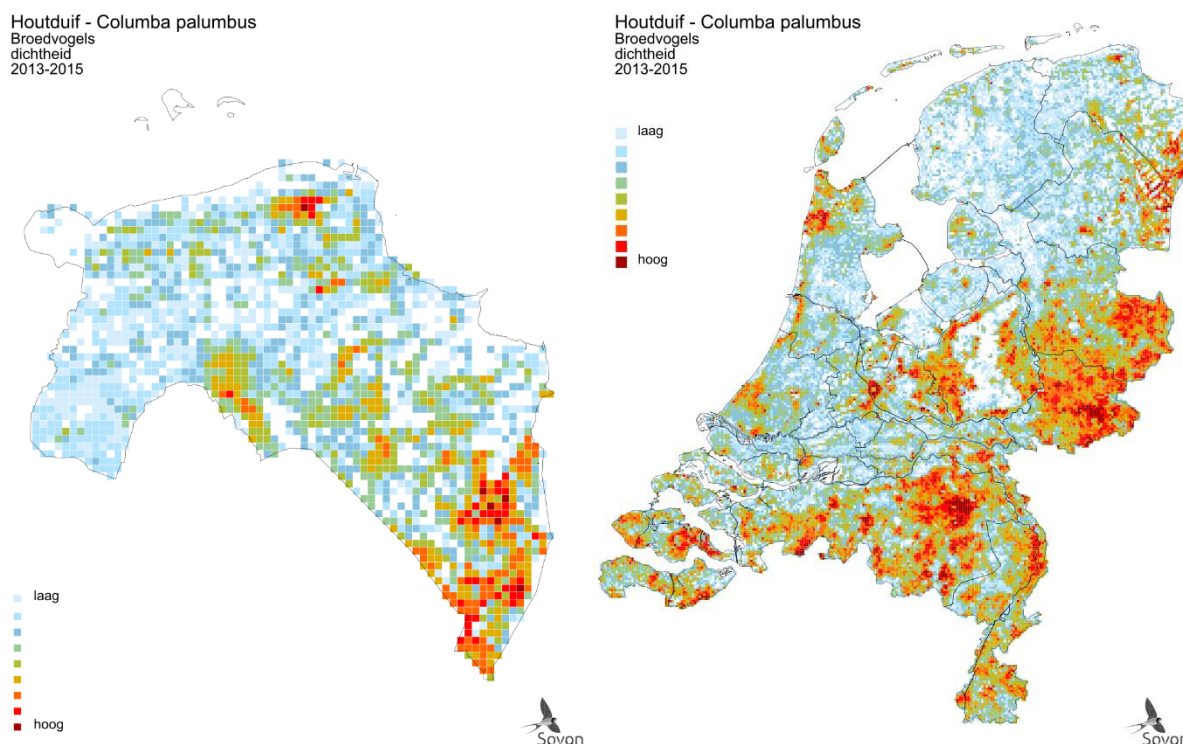 Houtduif - Columba palumbus
Broedvogels
dichtheid
2013-2015
laag
hoog
Sovon
Houtduif - Columba palumbus
Broedvogels
dichtheid
2013-2015
laag
hoog
Sovon